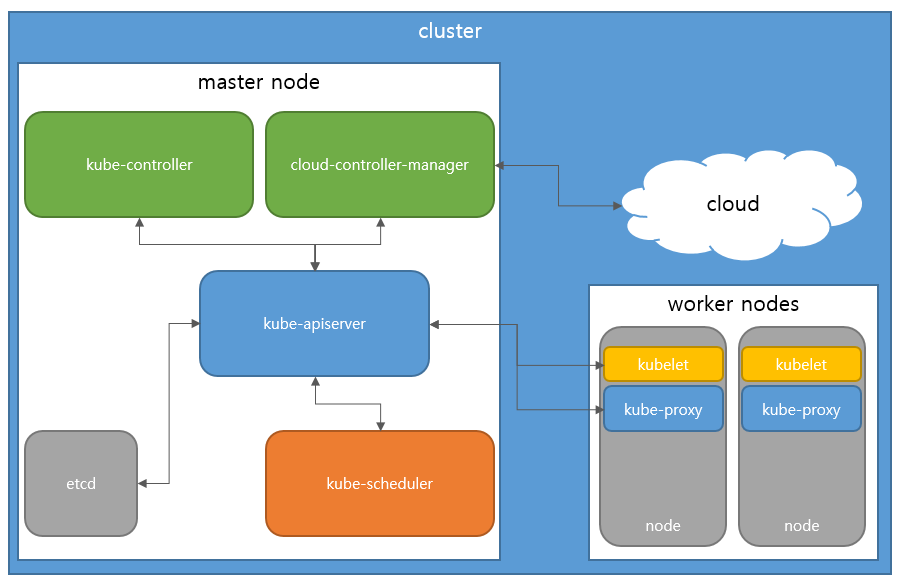 cluster
master node
kube-controller
cloud-controller-manager
cloud
kube-apiserver
worker nodes
kubelet
kubelet
kube-proxy
kube-proxy
etcd
kube-scheduler
node
node